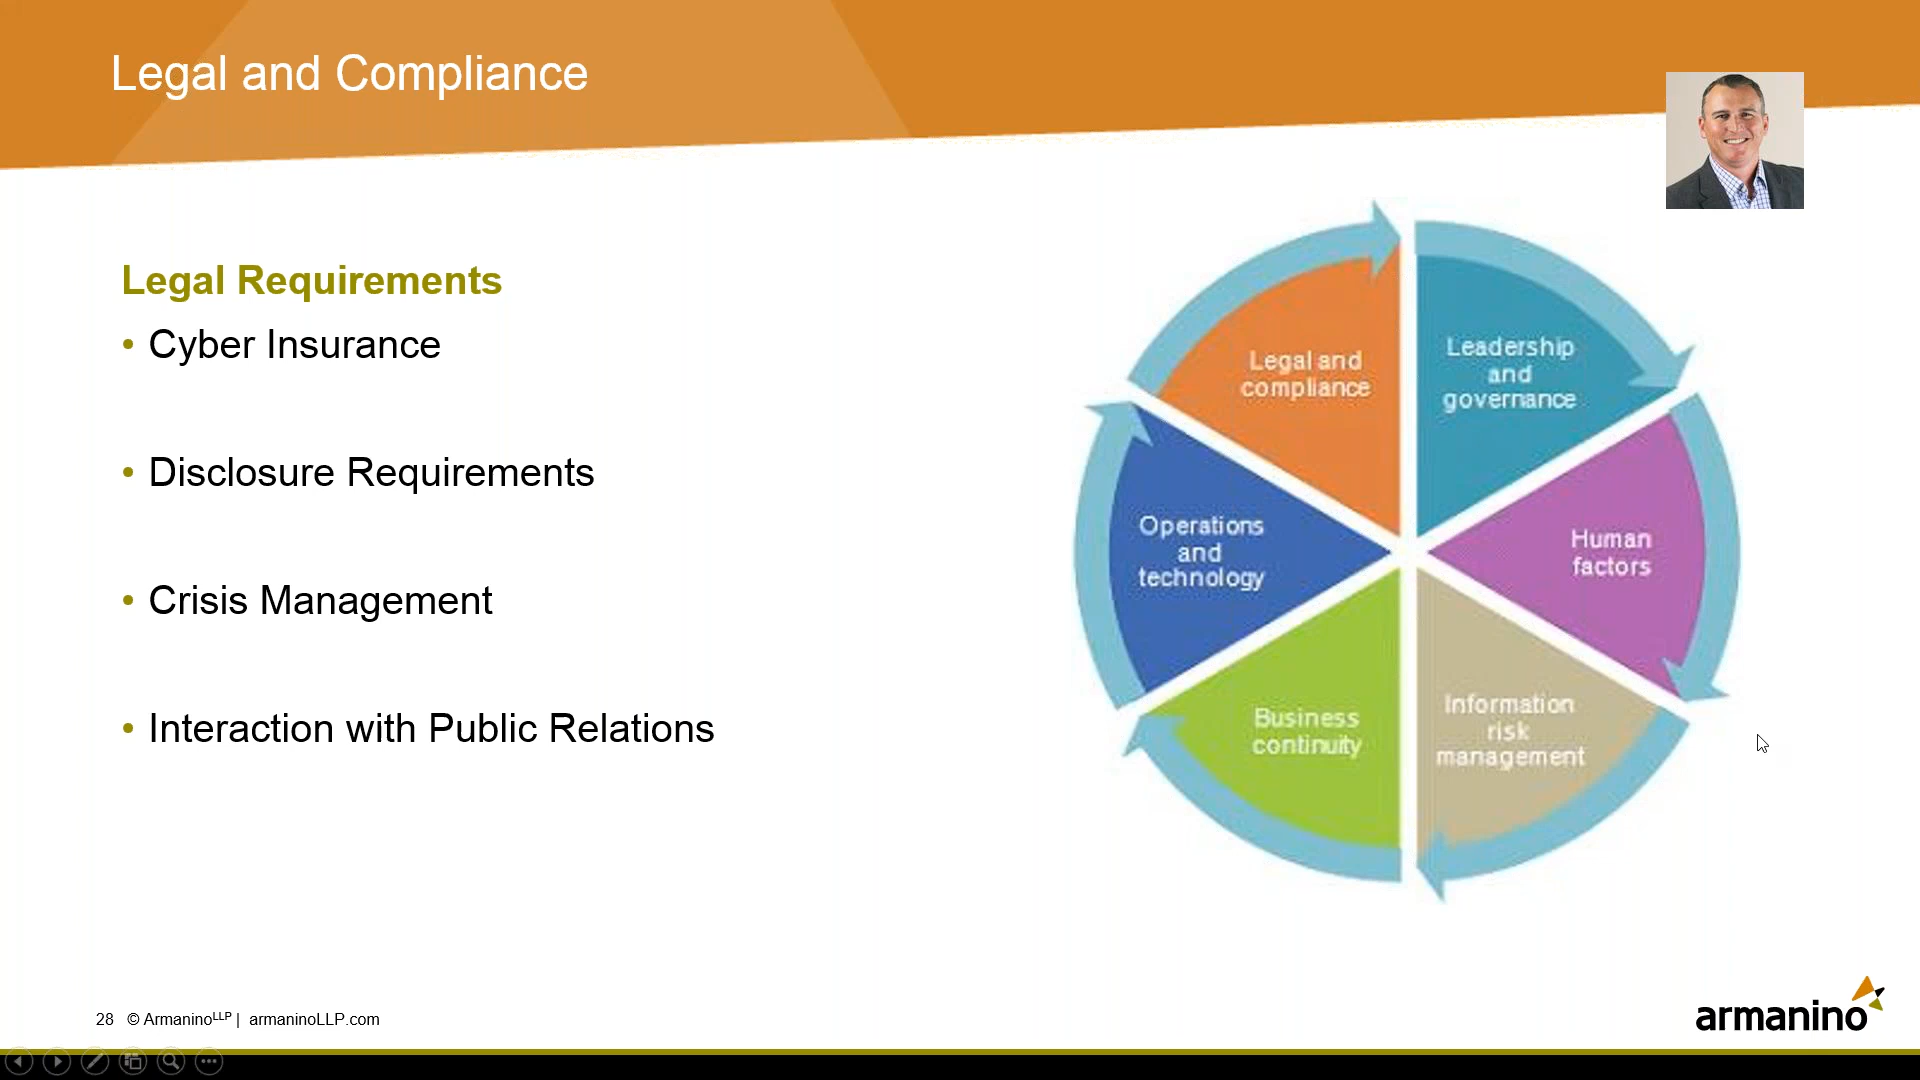 Legal and Compliance
Legal Requirements
• Cyber Insurance
• Disclosure Requirements
• Crisis Management
• Interaction with Public Relations
Legal and
compliance
Leadership
and
governance
Human
factors
Information
risk
management
Business
continuity
Operations
and
technology
28 © ArmaninoLLP | armaninoLLP.com
armanino